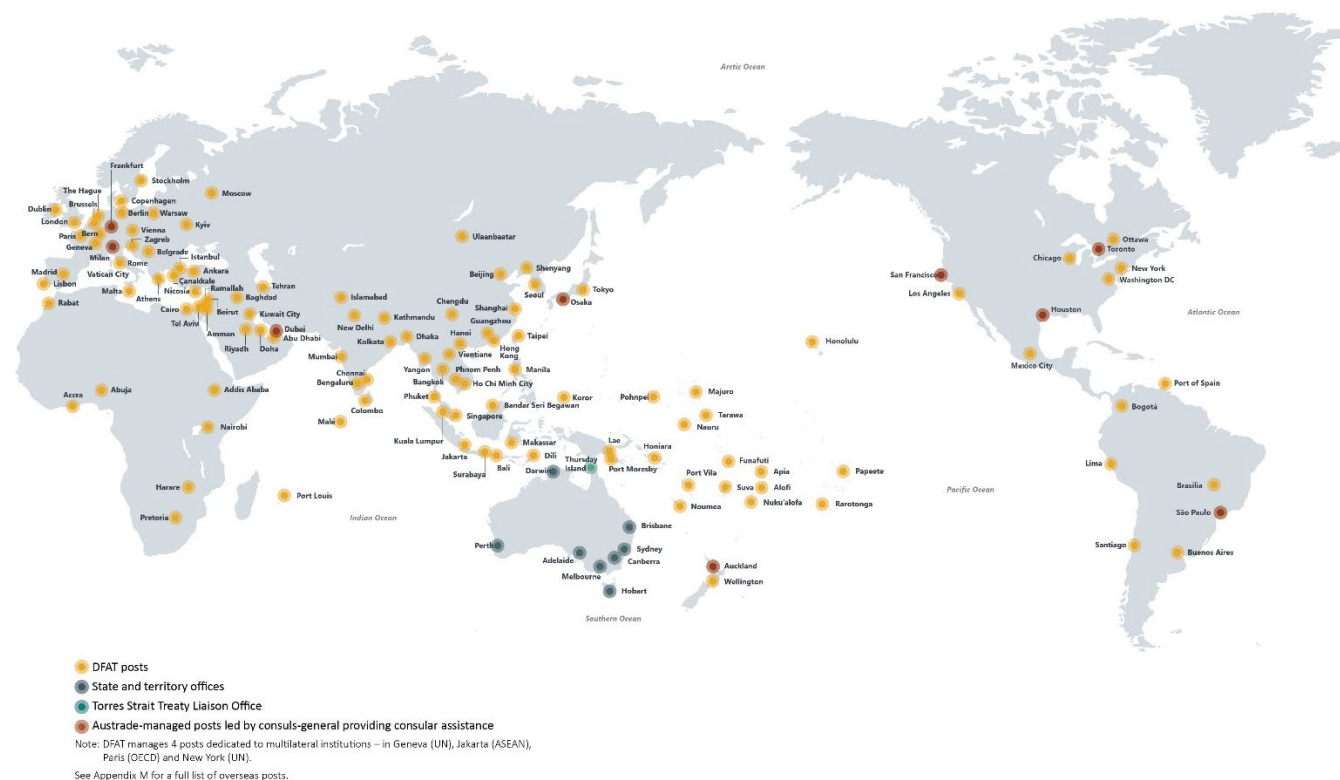 Arctic Ocean
Frankfurt
Stockholm
The Hague
Moscow
Brussels
Copenhagen
Dublin
Berlin
Warsaw
London
Kyiv
Paris
Bern
Vienna
Ulaanbaatar
Ottawa
Geneva
Zagreb
Toronto
Milan
Belgrade
Chicago
Rome
Istanbul
Beijing
Shenyang
New York
Madrid
Vatican City
Ankara
San Francisco
Washington DC
Çanakkale
Lisbon
Malta
Nicosia
Ramallah
Tehran
Seoul
Tokyo
Los Angeles
Athens
Baghdad
Islamabad
Chengdu
Osaka
Rabat
Cairo
Beirut
Kuwait City
Kathmandu
Shanghai
Houston
Atlantic Ocean
Tel Aviv
Amman
Dubai
New Delhi
Guangzhou
Abu Dhabi
Kolkata
Dhaka
Hanoi
Taipei
Honolulu
Riyadh
Doha
Hong
Kong
Mumbai
Yangon
Vientiane
Mexico City
Chennai
Phnom Penh
Manila
Bengaluru
Bangkok
Ho Chi Minh City
Port of Spain
Accra
Abuja
Addis Ababa
Colombo
Phuket
Bandar Seri Begawan
Koror
Pohnpei
Majuro
Bogotá
Malé
Singapore
Tarawa
Nairobi
Nauru
Kuala Lumpur
Makassar
Lae
Honiara
Jakarta
Dili
Thursday
Island
Port Moresby
Funafuti
Surabaya
Bali
Darwin
Port Vila
Apia
Papeete
Lima
Harare
Suva
Alofi
Pacific Ocean
Brasilia
Port Louis
Noumea
Nuku'alofa
Rarotonga
Pretoria
Indian Ocean
São Paulo
Brisbane
Perth
Sydney
Santiago
Adelaide
Canberra
Buenos Aires
Melbourne
Auckland
Wellington
Hobart
Southern Ocean
DFAT posts
State and territory offices
Torres Strait Treaty Liaison Office
Austrade-managed posts led by consuls-general providing consular assistance
Note: DFAT manages 4 posts dedicated to multilateral institutions – in Geneva (UN), Jakarta (ASEAN),
Paris (OECD) and New York (UN).
See Appendix M for a full list of overseas posts.